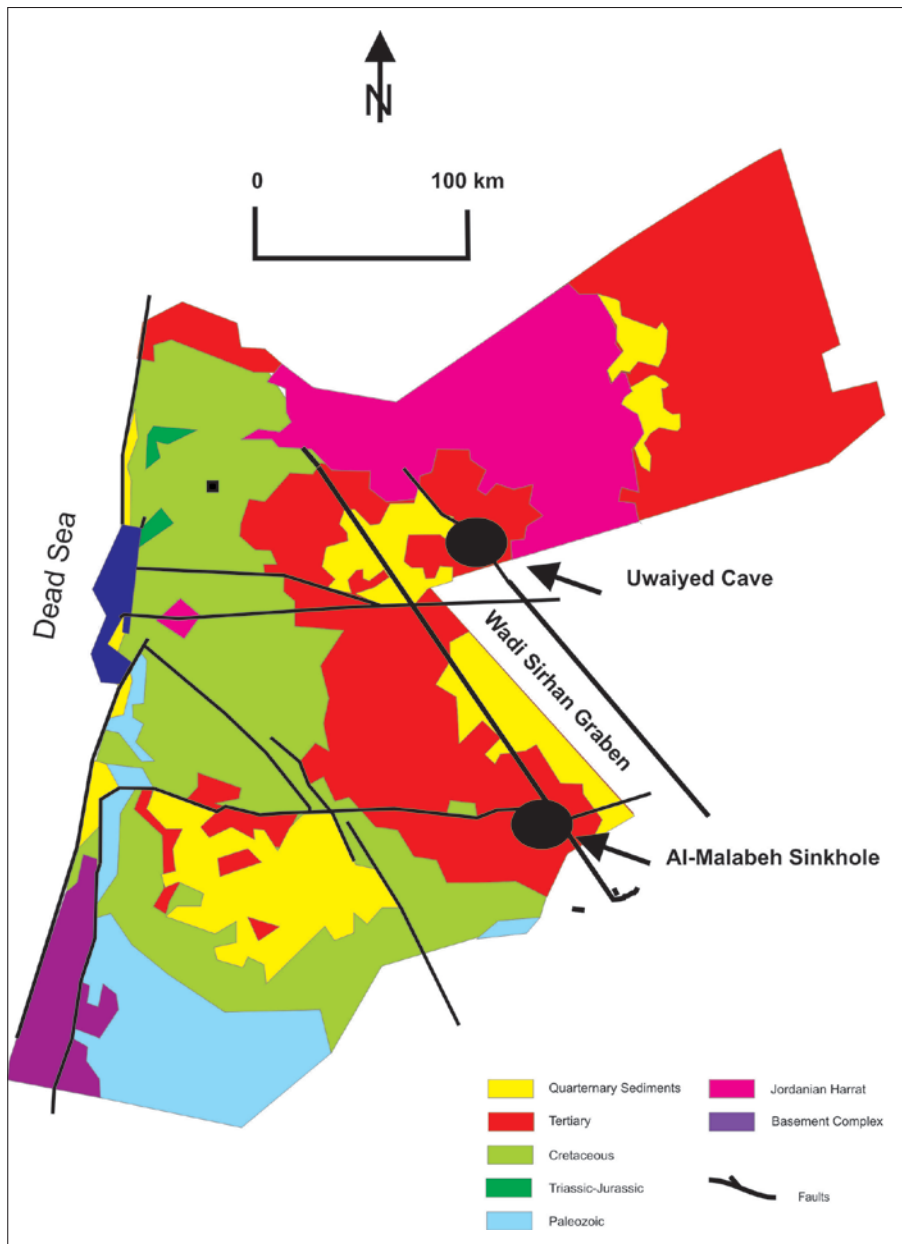 N
0 100 km
Dead Sea
Uwaiyed Cave
Wadi Sirhan Graben
Al-Malabeh Sinkhole
Quarternary Sediments
Tertiary
Cretaceous
Triassic-Jurassic
Paleozoic
Jordanian Harrat
Basement Complex
Faults